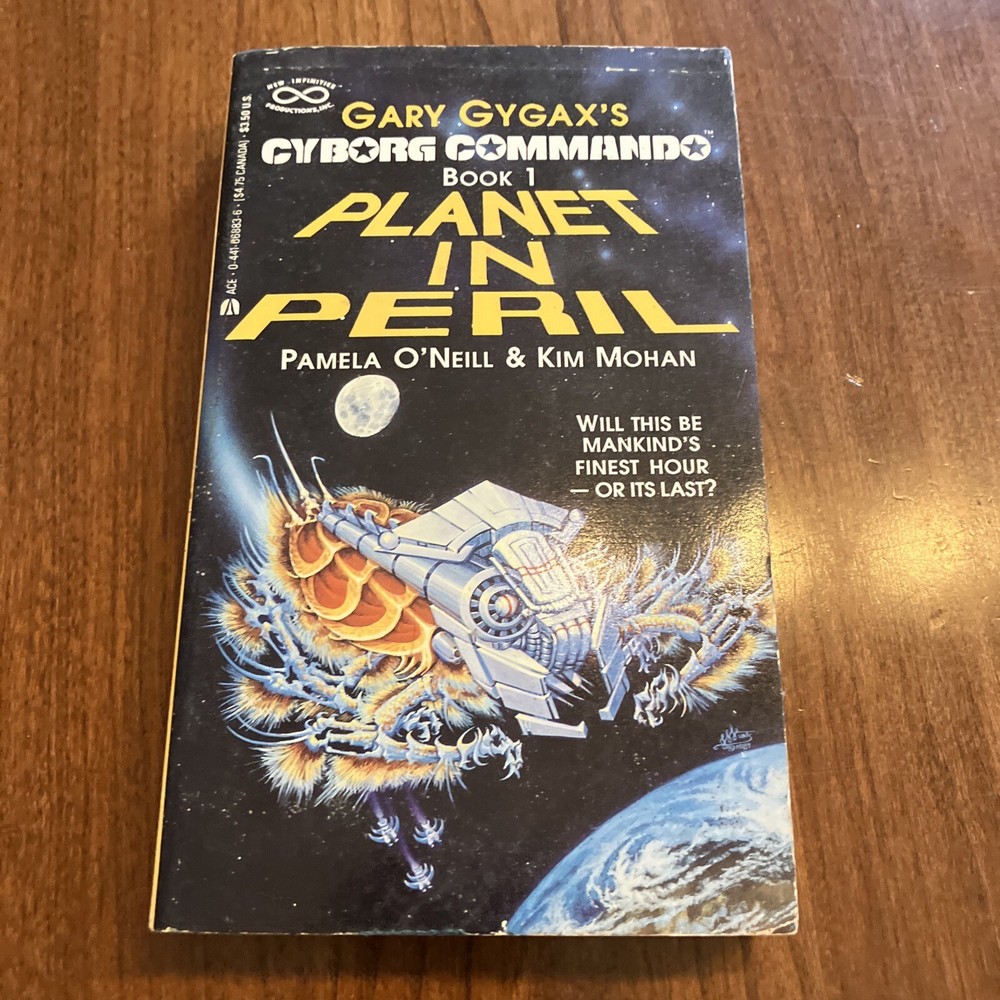 NEW INFINITIES
PRODUCTIONS, INC.
GARY GYGAX'S
CYBORG COMMANDO™
BOOK 1
PLANET
IN
PERIL
PAMELA O'NEILL & KIM MOHAN
WILL THIS BE
MANKIND'S
FINEST HOUR
— OR ITS LAST?
ACE • 0-441-66883-6 • [$4.75 CANADA] • $3.50 U.S.